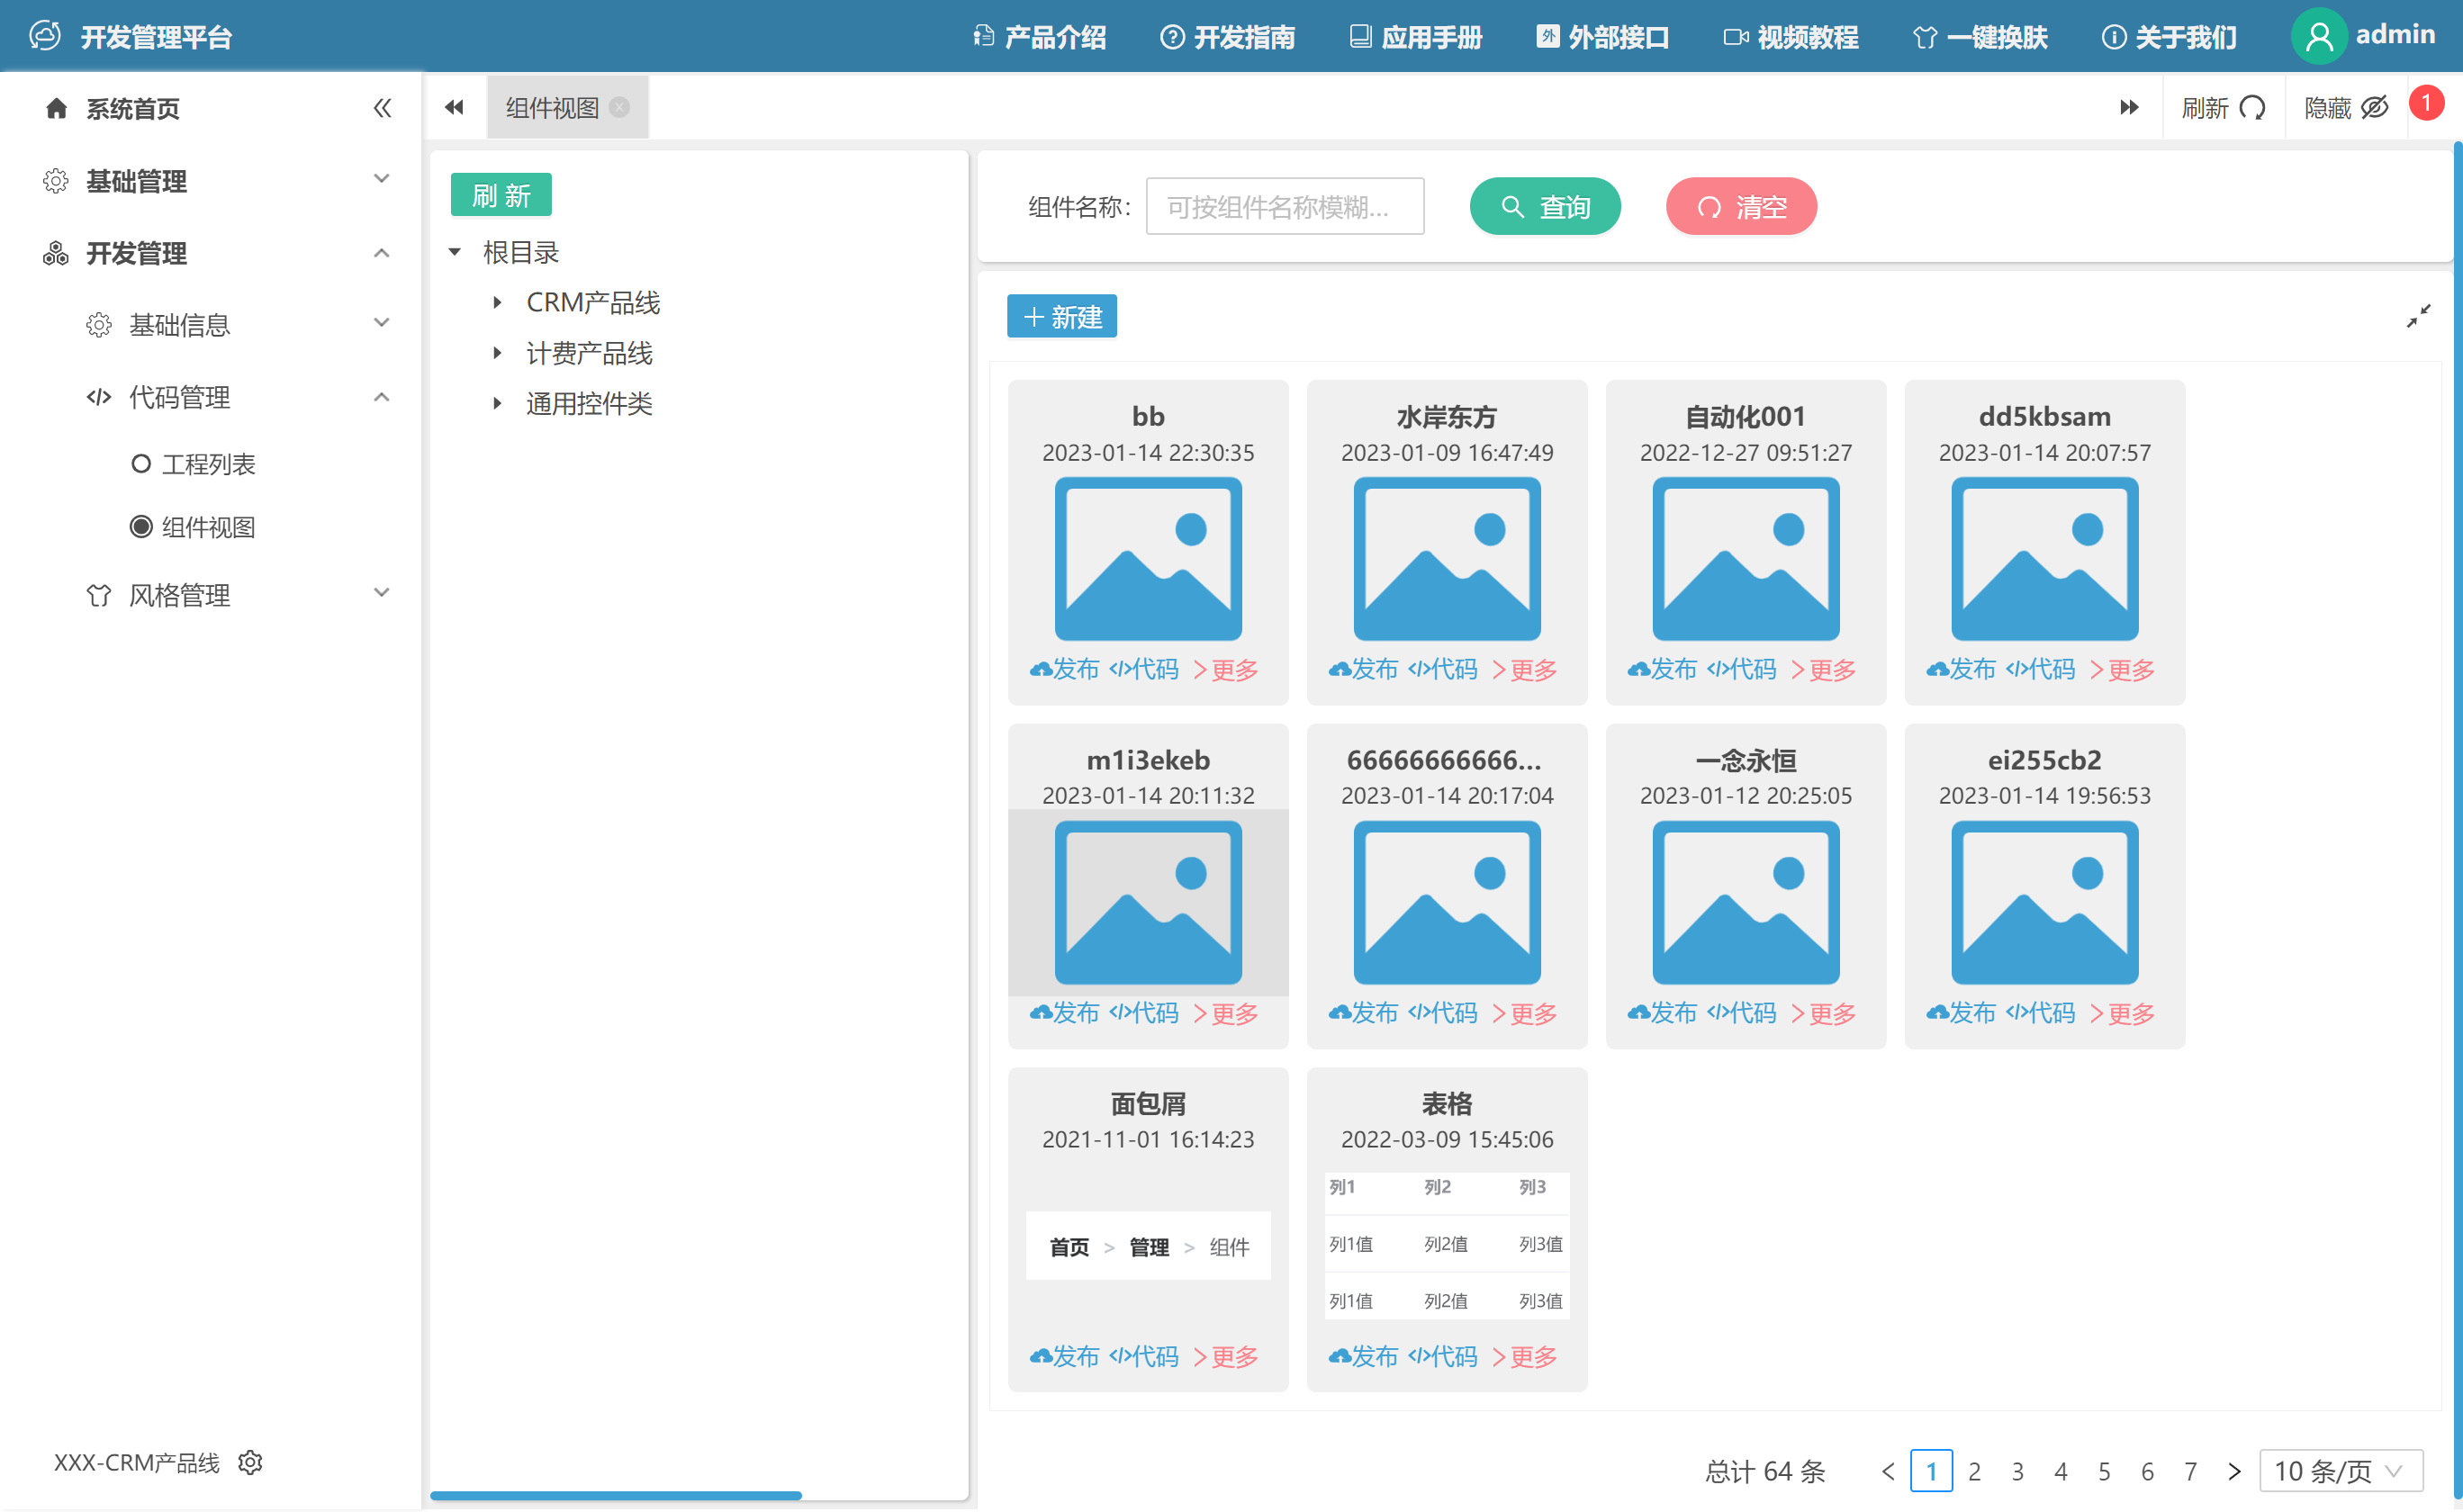 开发管理平台
产品介绍
开发指南
应用手册
外 外部接口
视频教程
一键换肤
关于我们
admin
系统首页
基础管理
开发管理
基础信息
代码管理
工程列表
组件视图
风格管理
XXX-CRM产品线
组件视图
刷新
隐藏
1
刷 新
根目录
CRM产品线
计费产品线
通用控件类
组件名称： 可按组件名称模糊...
查询
清空
新建
bb
2023-01-14 22:30:35
发布 代码 更多
水岸东方
2023-01-09 16:47:49
发布 代码 更多
自动化001
2022-12-27 09:51:27
发布 代码 更多
dd5kbsam
2023-01-14 20:07:57
发布 代码 更多
m1i3ekeb
2023-01-14 20:11:32
发布 代码 更多
66666666666...
2023-01-14 20:17:04
发布 代码 更多
一念永恒
2023-01-12 20:25:05
发布 代码 更多
ei255cb2
2023-01-14 19:56:53
发布 代码 更多
面包屑
2021-11-01 16:14:23
首页 > 管理 > 组件
发布 代码 更多
表格
2022-03-09 15:45:06
列1 列2 列3
列1值 列2值 列3值
列1值 列2值 列3值
发布 代码 更多
总计 64 条 < 1 2 3 4 5 6 7 > 10 条/页